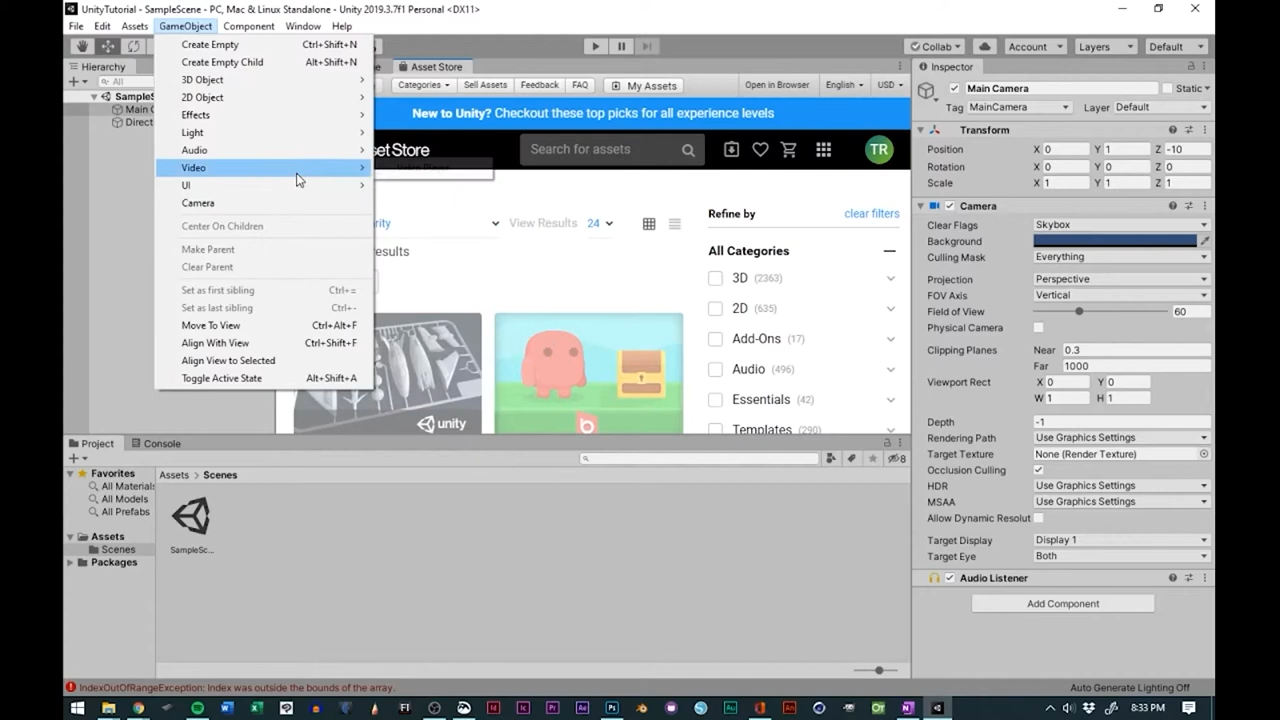 UnityTutorial - SampleScene - PC, Mac & Linux Standalone - Unity 2019.3.7f1 Personal <DX11>
File Edit Assets GameObject Component Window Help
Collab Account Layers Default
Create Empty Ctrl+Shift+N
Create Empty Child Alt+Shift+N
3D Object
2D Object
Effects
Light
Audio
Video
UI
Camera
Center On Children
Make Parent
Clear Parent
Set as first sibling Ctrl+=
Set as last sibling Ctrl+-
Move To View Ctrl+Alt+F
Align With View Ctrl+Shift+F
Align View to Selected
Toggle Active State Alt+Shift+A
Hierarchy
All
SampleS
Main C
Direct
Asset Store
Categories Sell Assets Feedback FAQ My Assets Open in Browser English USD
New to Unity? Checkout these top picks for all experience levels
set Store
Search for assets
TR
View Results 24
Refine by clear filters
All Categories
3D (2363)
2D (635)
Add-Ons (17)
Audio (496)
Essentials (42)
Templates (290)
unity
Inspector
Main Camera Static
Tag MainCamera Layer Default
Transform
Position X 0 Y 1 Z -10
Rotation X 0 Y 0 Z 0
Scale X 1 Y 1 Z 1
Camera
Clear Flags Skybox
Background
Culling Mask Everything
Projection Perspective
FOV Axis Vertical
Field of View 60
Physical Camera
Clipping Planes Near 0.3
Far 1000
Viewport Rect X 0 Y 0
W 1 H 1
Depth -1
Rendering Path Use Graphics Settings
Target Texture None (Render Texture)
Occlusion Culling
HDR Use Graphics Settings
MSAA Use Graphics Settings
Allow Dynamic Resolut
Target Display Display 1
Target Eye Both
Audio Listener
Add Component
Project Console
8
Favorites
All Materials
All Models
All Prefabs
Assets
Scenes
Packages
Assets > Scenes
SampleSc...
IndexOutOfRangeException: Index was outside the bounds of the array.
Auto Generate Lighting Off
8:33 PM